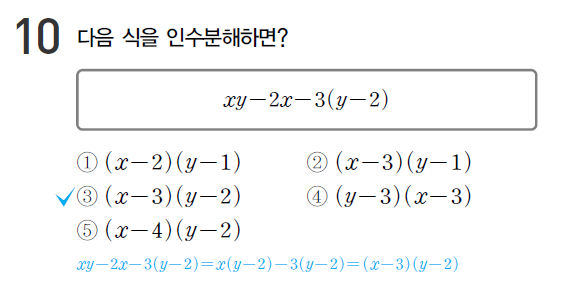 10 다음 식을 인수분해하면?
xy−2x−3(y−2)
① (x−2)(y−1) ② (x−3)(y−1)
③ (x−3)(y−2) ④ (y−3)(x−3)
⑤ (x−4)(y−2)
xy−2x−3(y−2)=x(y−2)−3(y−2)=(x−3)(y−2)